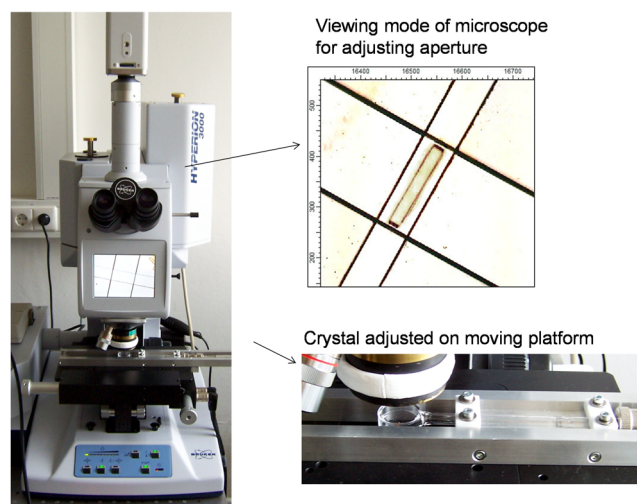 Viewing mode of microscope
for adjusting aperture
16400 16500 16600 16700
500
400
300
200
HYPERION
3000
BRUKER
Crystal adjusted on moving platform
BRUKER